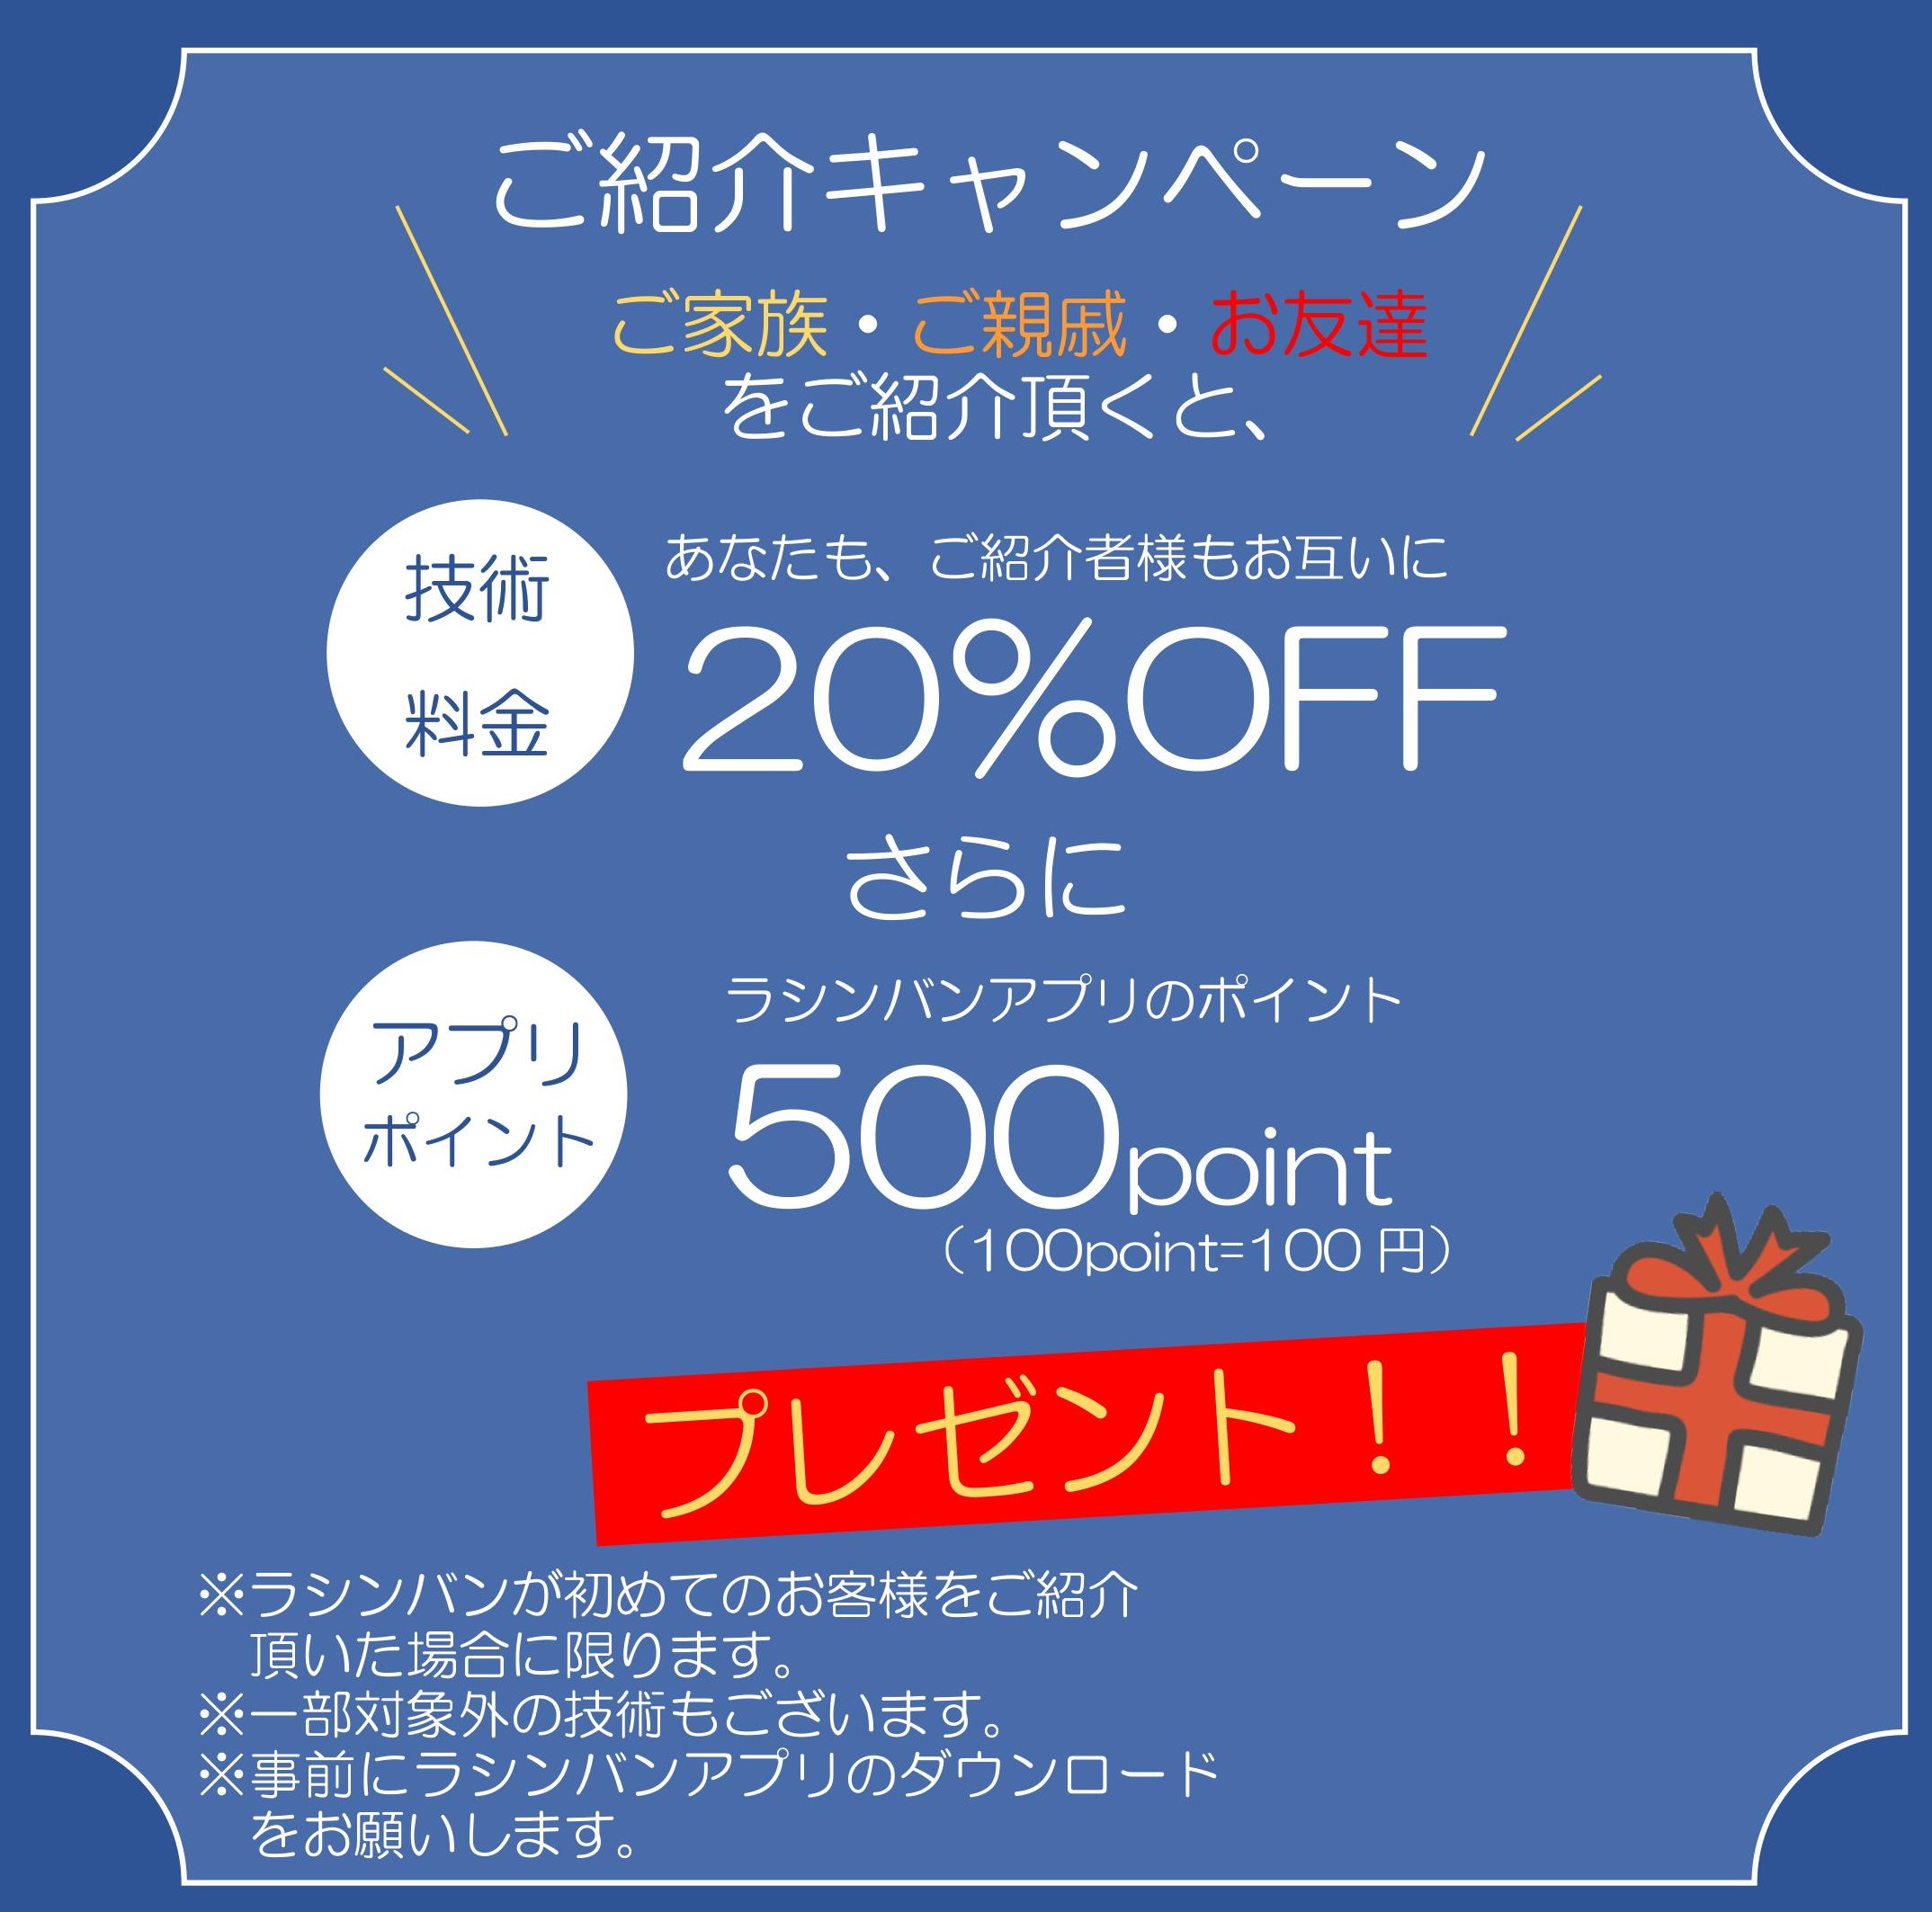 ご紹介キャンペーン
ご家族・ご親戚・お友達
をご紹介頂くと、
技術
料金
あなたも、ご紹介者様もお互いに
20%OFF
さらに
アプリ
ポイント
ラシンバンアプリのポイント
500point
(100point=100円)
プレゼント！！
※ラシンバンが初めてのお客様をご紹介
頂いた場合に限ります。
※一部対象外の技術もございます。
※事前にラシンバンアプリのダウンロード
をお願いします。